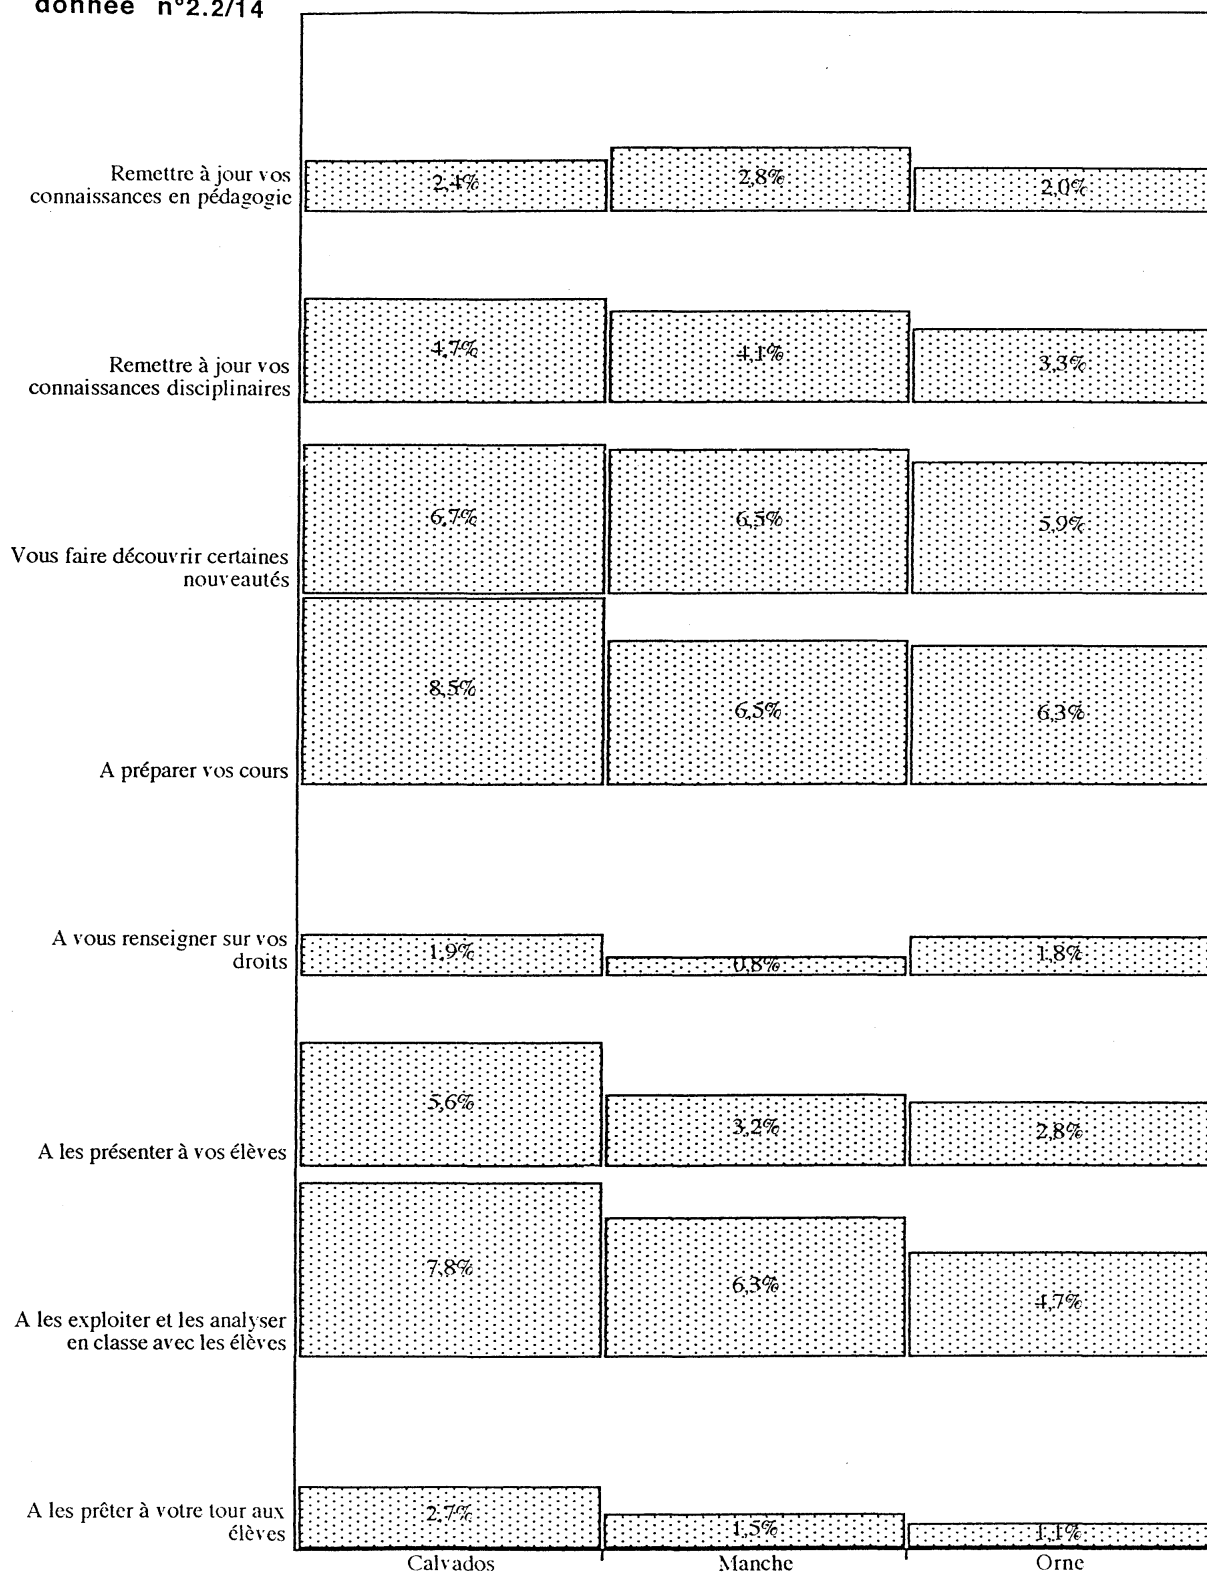 donnée n°2.2/14
Remettre à jour vos
connaissances en pédagogie
2,4%
2,8%
2,0%
Remettre à jour vos
connaissances disciplinaires
4,7%
4,1%
3,3%
Vous faire découvrir certaines
nouveautés
6,7%
6,5%
5,9%
A préparer vos cours
8,5%
6,5%
6,3%
A vous renseigner sur vos
droits
1,9%
0,8%
1,8%
A les présenter à vos élèves
5,6%
3,2%
2,8%
A les exploiter et les analyser
en classe avec les élèves
7,8%
6,3%
4,7%
A les prêter à votre tour aux
élèves
2,7%
1,5%
1,1%
Calvados
Manche
Orne